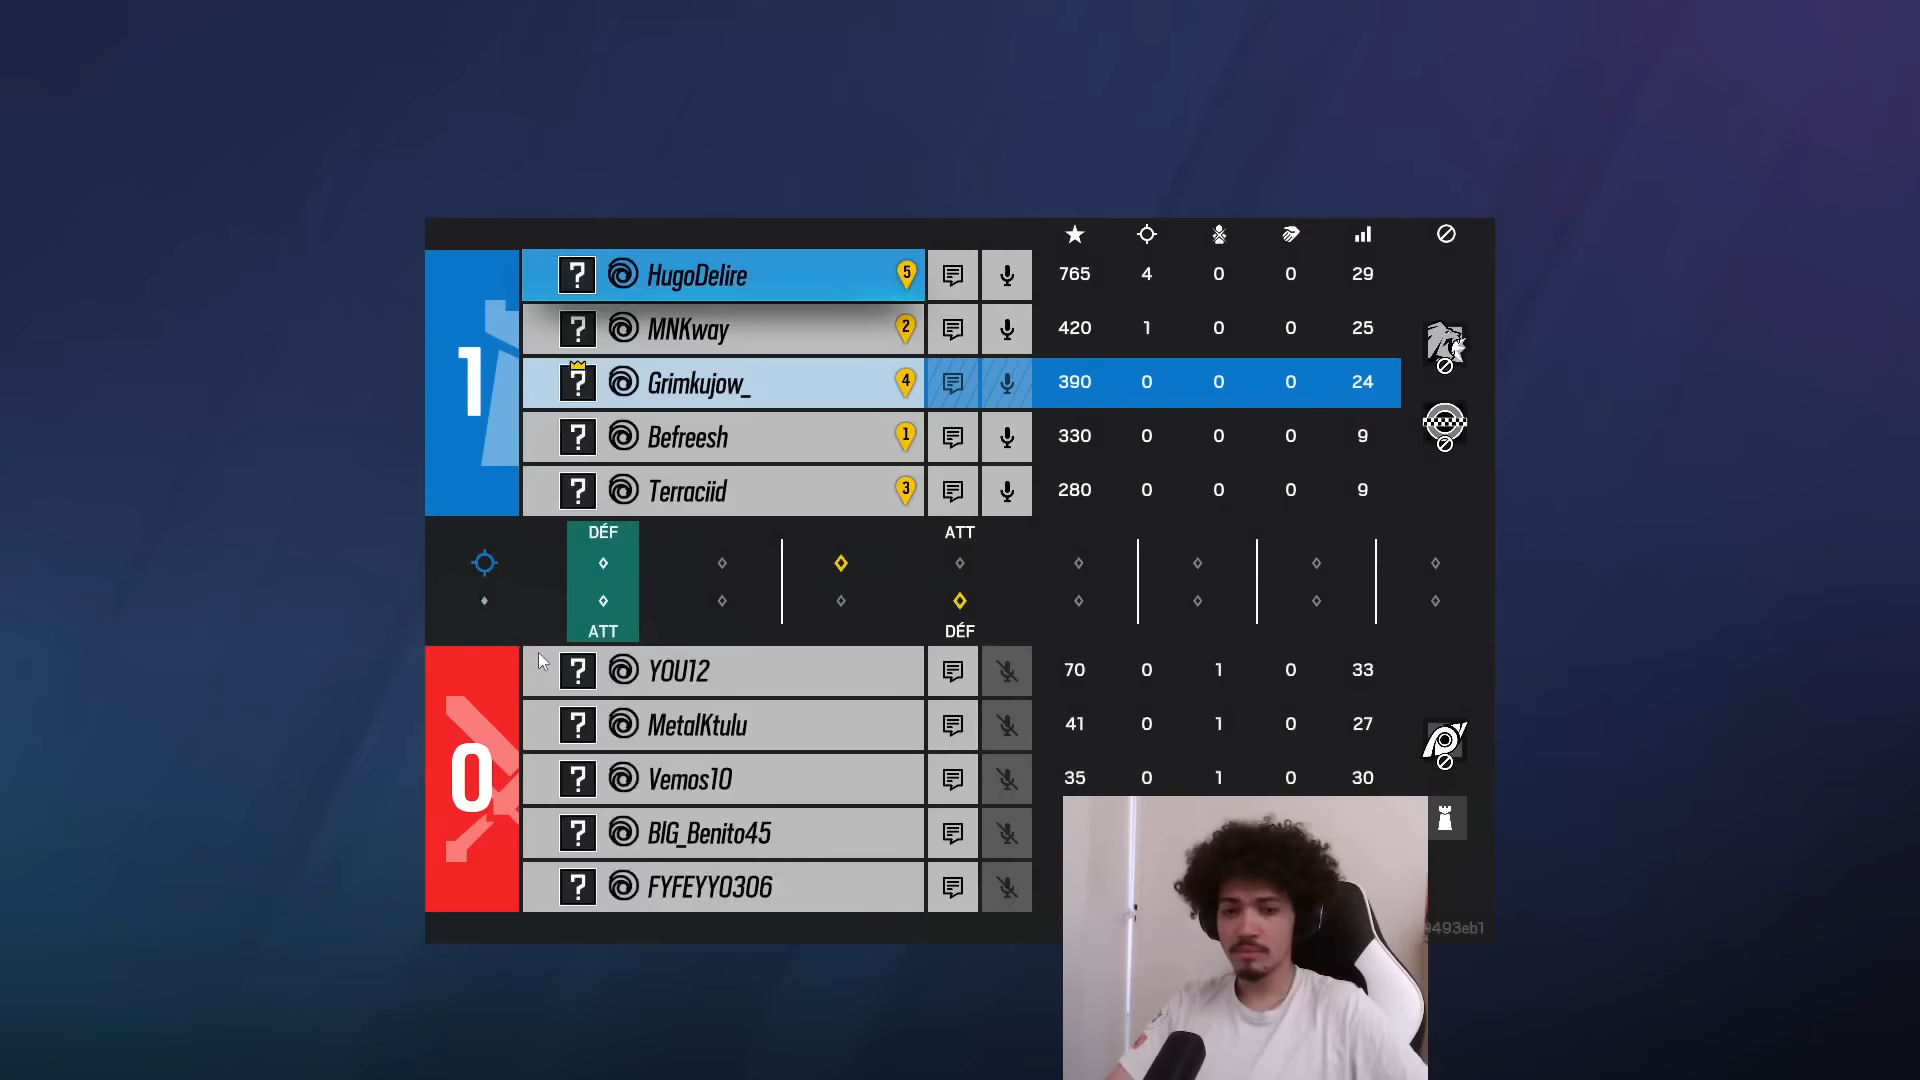 1
? HugoDelire 5 765 4 0 0 29
? MNKway 2 420 1 0 0 25
? Grimkujow_ 4 390 0 0 0 24
? Befreesh 1 330 0 0 0 9
? Terraciid 3 280 0 0 0 9
DÉF ATT
ATT DÉF
0
? YOU12 70 0 1 0 33
? MetalKtulu 41 0 1 0 27
? Vemos10 35 0 1 0 30
? BIG_Benito45
? FYFEYYO306
493eb1